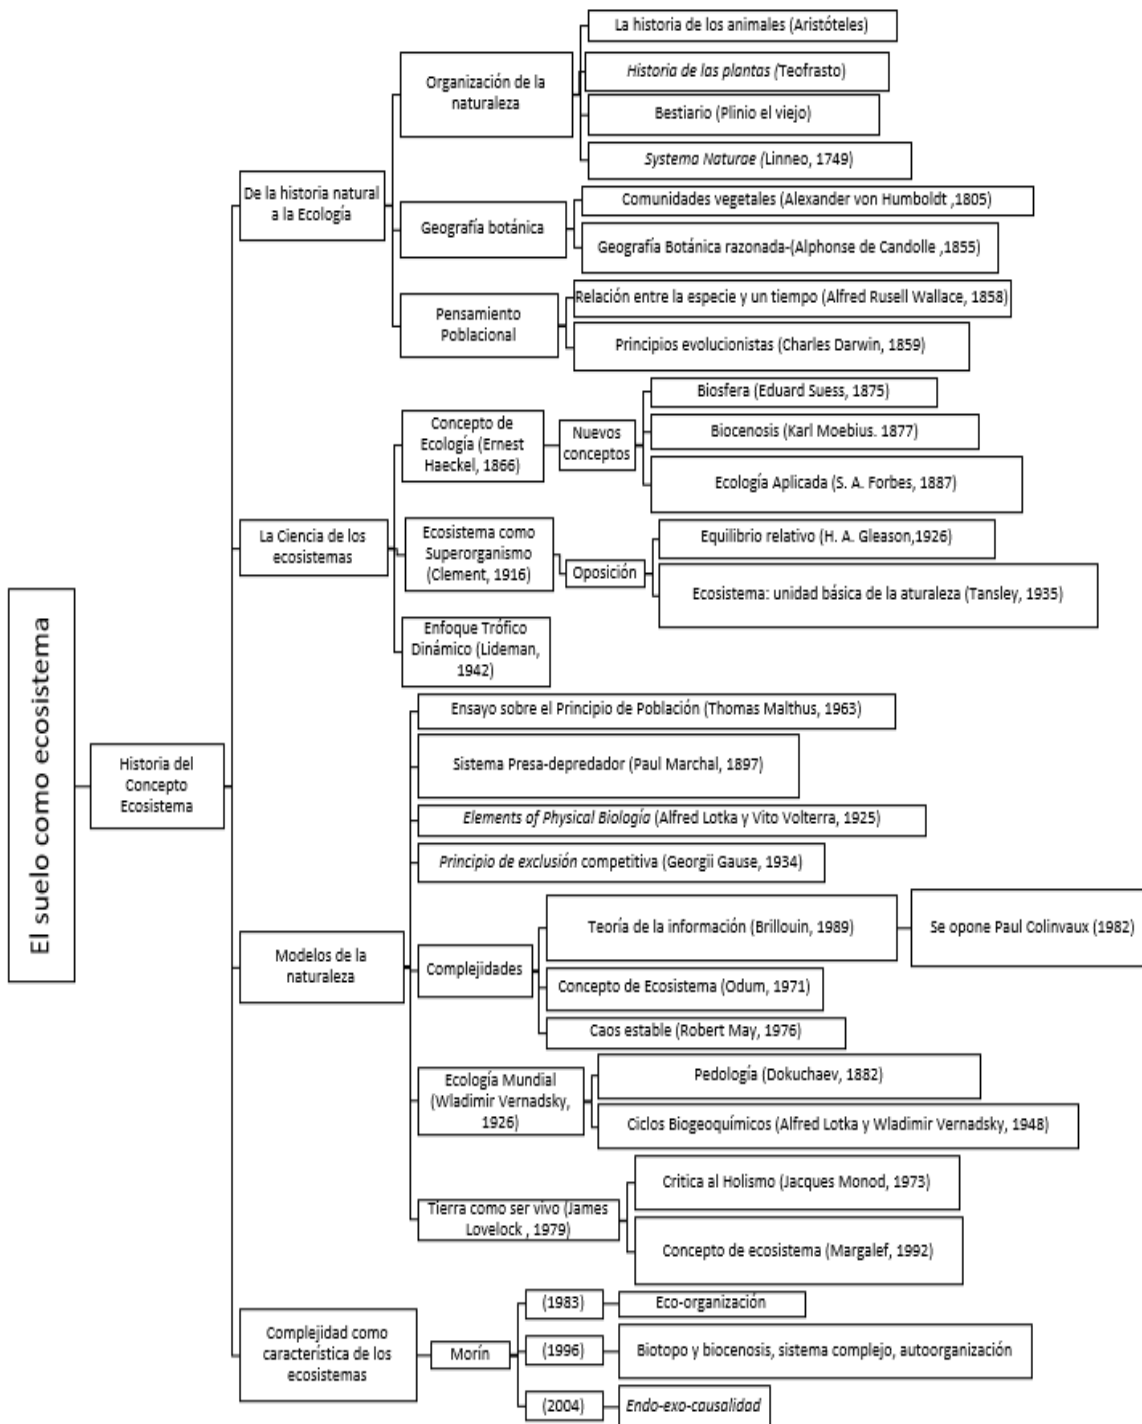 El suelo como ecosistema
Historia del
Concepto
Ecosistema
De la historia natural
a la Ecología
Organización de la
naturaleza
La historia de los animales (Aristóteles)
Historia de las plantas (Teofrasto)
Bestiario (Plinio el viejo)
Systema Naturae (Linneo, 1749)
Geografía botánica
Comunidades vegetales (Alexander von Humboldt ,1805)
Geografía Botánica razonada-(Alphonse de Candolle ,1855)
Pensamiento
Poblacional
Relación entre la especie y un tiempo (Alfred Rusell Wallace, 1858)
Principios evolucionistas (Charles Darwin, 1859)
La Ciencia de los
ecosistemas
Concepto de
Ecología (Ernest
Haeckel, 1866)
Nuevos
conceptos
Biosfera (Eduard Suess, 1875)
Biocenosis (Karl Moebius. 1877)
Ecología Aplicada (S. A. Forbes, 1887)
Ecosistema como
Superorganismo
(Clement, 1916)
Oposición
Equilibrio relativo (H. A. Gleason,1926)
Ecosistema: unidad básica de la aturaleza (Tansley, 1935)
Enfoque Trófico
Dinámico (Lideman,
1942)
Modelos de la
naturaleza
Ensayo sobre el Principio de Población (Thomas Malthus, 1963)
Sistema Presa-depredador (Paul Marchal, 1897)
Elements of Physical Biología (Alfred Lotka y Vito Volterra, 1925)
Principio de exclusión competitiva (Georgii Gause, 1934)
Complejidades
Teoría de la información (Brillouin, 1989)
Se opone Paul Colinvaux (1982)
Concepto de Ecosistema (Odum, 1971)
Caos estable (Robert May, 1976)
Ecología Mundial
(Wladimir Vernadsky,
1926)
Pedología (Dokuchaev, 1882)
Ciclos Biogeoquímicos (Alfred Lotka y Wladimir Vernadsky, 1948)
Tierra como ser vivo (James
Lovelock , 1979)
Critica al Holismo (Jacques Monod, 1973)
Concepto de ecosistema (Margalef, 1992)
Complejidad como
característica de los
ecosistemas
Morín
(1983)
Eco-organización
(1996)
Biotopo y biocenosis, sistema complejo, autoorganización
(2004)
Endo-exo-causalidad